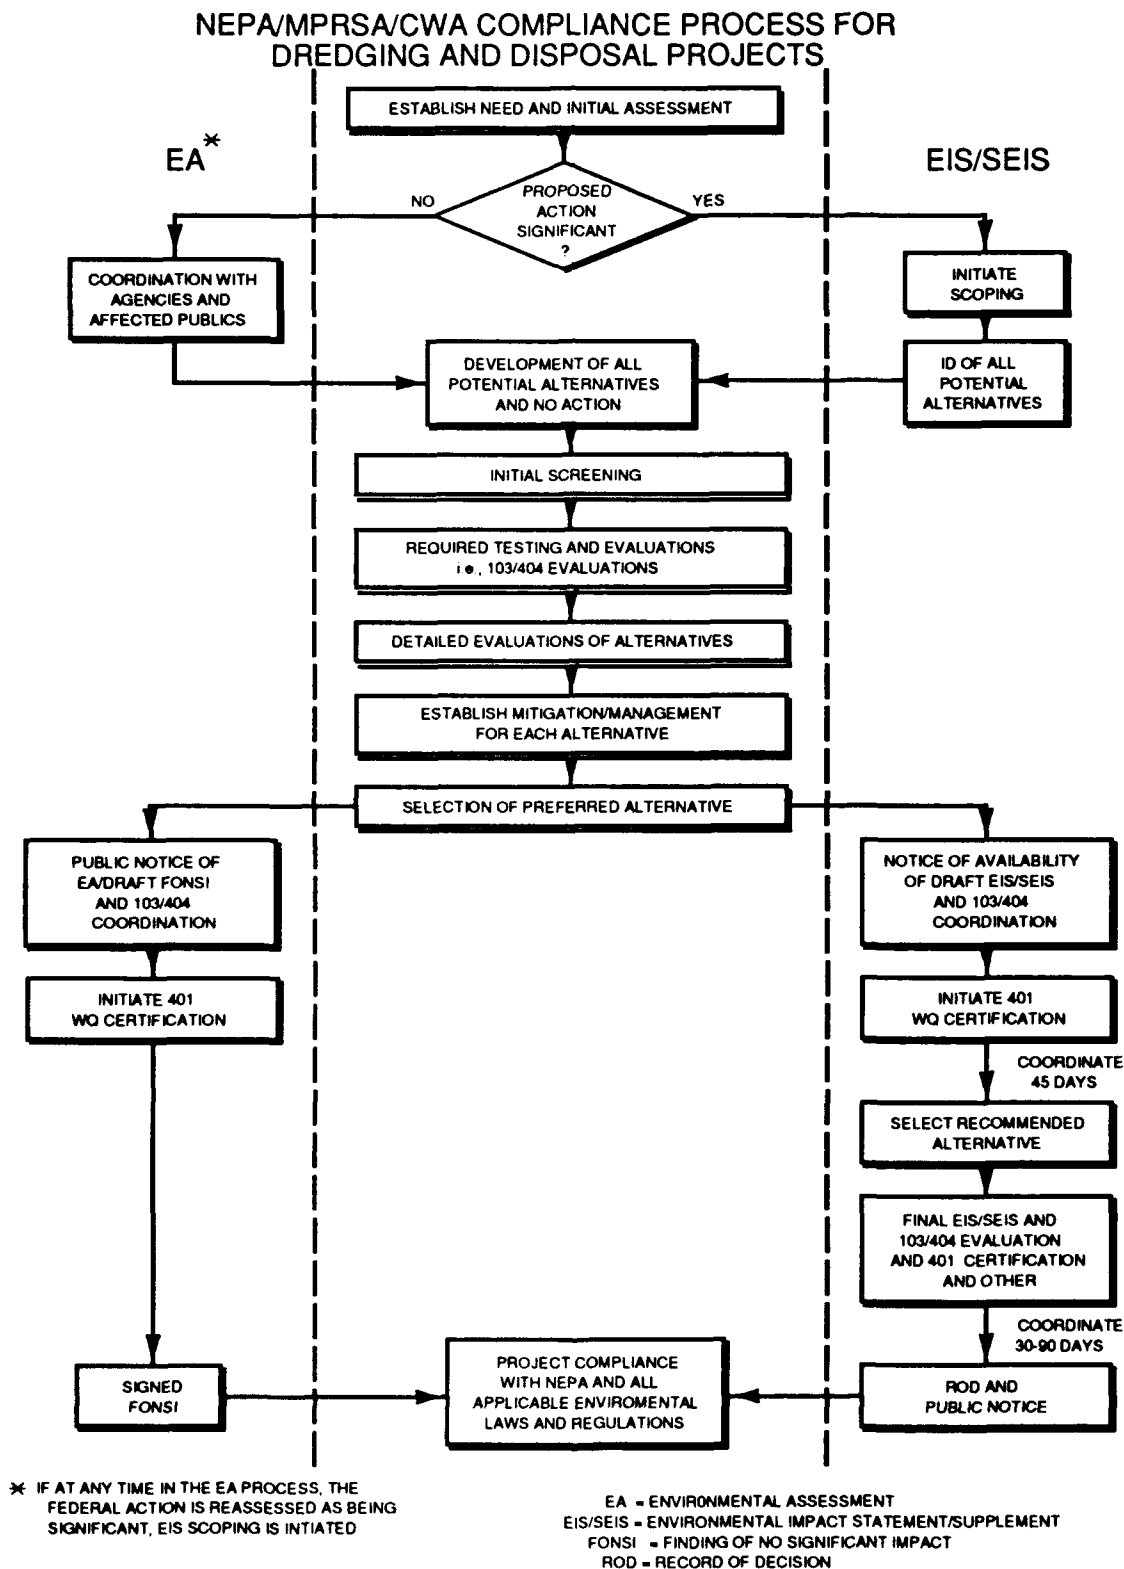 NEPA/MPRSA/CWA COMPLIANCE PROCESS FOR
DREDGING AND DISPOSAL PROJECTS
ESTABLISH NEED AND INITIAL ASSESSMENT
EA*
EIS/SEIS
NO
PROPOSED
ACTION
SIGNIFICANT
?
YES
COORDINATION WITH
AGENCIES AND
AFFECTED PUBLICS
INITIATE
SCOPING
DEVELOPMENT OF ALL
POTENTIAL ALTERNATIVES
AND NO ACTION
ID OF ALL
POTENTIAL
ALTERNATIVES
INITIAL SCREENING
REQUIRED TESTING AND EVALUATIONS
i e., 103/404 EVALUATIONS
DETAILED EVALUATIONS OF ALTERNATIVES
ESTABLISH MITIGATION/MANAGEMENT
FOR EACH ALTERNATIVE
SELECTION OF PREFERRED ALTERNATIVE
PUBLIC NOTICE OF
EA/DRAFT FONSI
AND 103/404
COORDINATION
NOTICE OF AVAILABILITY
OF DRAFT EIS/SEIS
AND 103/404
COORDINATION
INITIATE 401
WQ CERTIFICATION
INITIATE 401
WQ CERTIFICATION
COORDINATE
45 DAYS
SELECT RECOMMENDED
ALTERNATIVE
FINAL EIS/SEIS AND
103/404 EVALUATION
AND 401 CERTIFICATION
AND OTHER
COORDINATE
30-90 DAYS
SIGNED
FONSI
PROJECT COMPLIANCE
WITH NEPA AND ALL
APPLICABLE ENVIROMENTAL
LAWS AND REGULATIONS
ROD AND
PUBLIC NOTICE
* IF AT ANY TIME IN THE EA PROCESS, THE
FEDERAL ACTION IS REASSESSED AS BEING
SIGNIFICANT, EIS SCOPING IS INTIATED
EA = ENVIRONMENTAL ASSESSMENT
EIS/SEIS = ENVIRONMENTAL IMPACT STATEMENT/SUPPLEMENT
FONSI = FINDING OF NO SIGNIFICANT IMPACT
ROD = RECORD OF DECISION